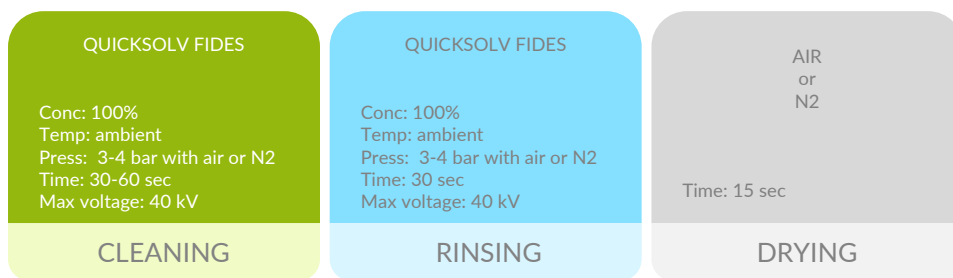 QUICKSOLV FIDES
Conc: 100%
Temp: ambient
Press:  3-4 bar with air or N2
Time: 30-60 sec
Max voltage: 40 kV
CLEANING
QUICKSOLV FIDES
Conc: 100%
Temp: ambient
Press:  3-4 bar with air or N2
Time: 30 sec
Max voltage: 40 kV
RINSING
AIR
or
N2
Time: 15 sec
DRYING